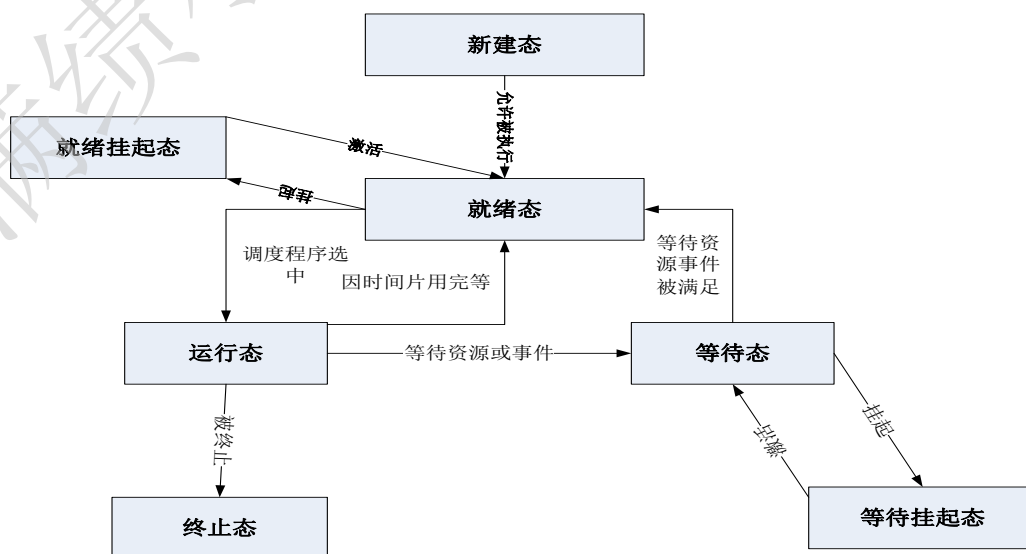 新建态
允许被执行
就绪挂起态
激活
挂起
就绪态
调度程序选
中
因时间片用完等
等待资
源事件
被满足
运行态
等待资源或事件
等待态
被终止
激活
挂起
终止态
等待挂起态